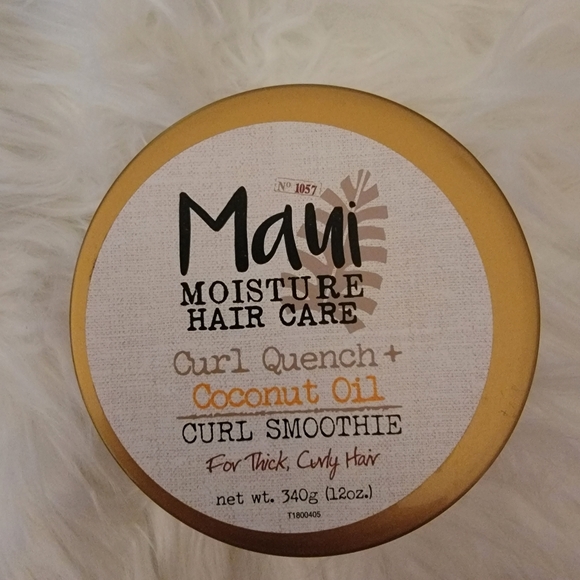 Nº 1057
Maui
MOISTURE
HAIR CARE
Curl Quench +
Coconut Oil
CURL SMOOTHIE
For Thick, Curly Hair
net wt. 340g (12oz.)
T1800405